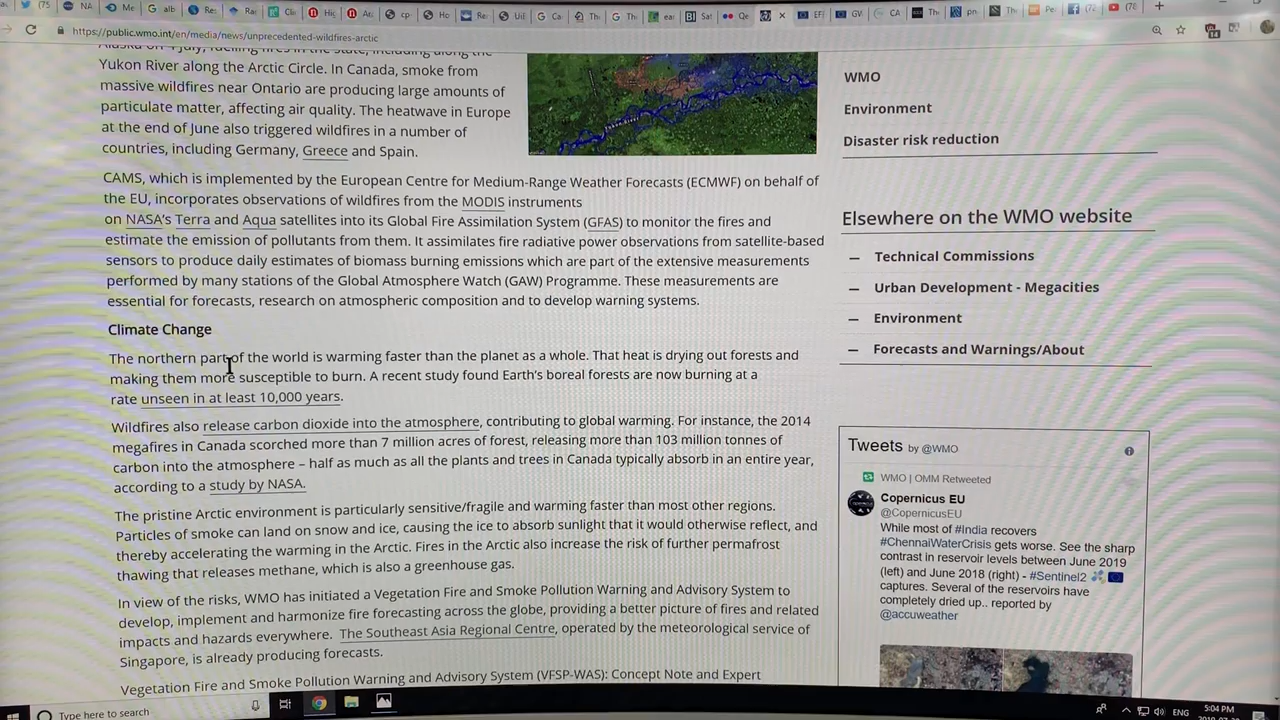 https://public.wmo.int/en/media/news/unprecedented-wildfires-arctic
Yukon River along the Arctic Circle. In Canada, smoke from
massive wildfires near Ontario are producing large amounts of
particulate matter, affecting air quality. The heatwave in Europe
at the end of June also triggered wildfires in a number of
countries, including Germany, Greece and Spain.
CAMS, which is implemented by the European Centre for Medium-Range Weather Forecasts (ECMWF) on behalf of
the EU, incorporates observations of wildfires from the MODIS instruments
on NASA's Terra and Aqua satellites into its Global Fire Assimilation System (GFAS) to monitor the fires and
estimate the emission of pollutants from them. It assimilates fire radiative power observations from satellite-based
sensors to produce daily estimates of biomass burning emissions which are part of the extensive measurements
performed by many stations of the Global Atmosphere Watch (GAW) Programme. These measurements are
essential for forecasts, research on atmospheric composition and to develop warning systems.
Climate Change
The northern part of the world is warming faster than the planet as a whole. That heat is drying out forests and
making them more susceptible to burn. A recent study found Earth's boreal forests are now burning at a
rate unseen in at least 10,000 years.
Wildfires also release carbon dioxide into the atmosphere, contributing to global warming. For instance, the 2014
megafires in Canada scorched more than 7 million acres of forest, releasing more than 103 million tonnes of
carbon into the atmosphere – half as much as all the plants and trees in Canada typically absorb in an entire year,
according to a study by NASA.
The pristine Arctic environment is particularly sensitive/fragile and warming faster than most other regions.
Particles of smoke can land on snow and ice, causing the ice to absorb sunlight that it would otherwise reflect, and
thereby accelerating the warming in the Arctic. Fires in the Arctic also increase the risk of further permafrost
thawing that releases methane, which is also a greenhouse gas.
In view of the risks, WMO has initiated a Vegetation Fire and Smoke Pollution Warning and Advisory System to
develop, implement and harmonize fire forecasting across the globe, providing a better picture of fires and related
impacts and hazards everywhere. The Southeast Asia Regional Centre, operated by the meteorological service of
Singapore, is already producing forecasts.
Vegetation Fire and Smoke Pollution Warning and Advisory System (VFSP-WAS): Concept Note and Expert
WMO
Environment
Disaster risk reduction
Elsewhere on the WMO website
— Technical Commissions
— Urban Development - Megacities
— Environment
— Forecasts and Warnings/About
Tweets by @WMO
WMO | OMM Retweeted
Copernicus EU
@CopernicusEU
While most of #India recovers
#ChennaiWaterCrisis gets worse. See the sharp
contrast in reservoir levels between June 2019
(left) and June 2018 (right) - #Sentinel2
captures. Several of the reservoirs have
completely dried up.. reported by
@accuweather
Type here to search
ENG
5:04 PM